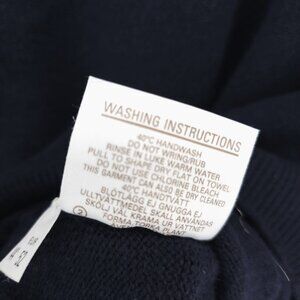 WASHING INSTRUCTIONS
40°C HANDWASH
DO NOT WRING/RUB
RINSE IN LUKE WARM WATER
PULL TO SHAPE DRY FLAT ON TOWEL
DO NOT USE CHLORINE BLEACH
THIS GARMENT CAN ALSO BE DRY CLEANED
40°C HANDTVÄTT
BLÖTLÄGG EJ GNUGGA EJ
ULLTVÄTTMEDEL SKALL ANVÄNDAS
SKÖLJ VÄL KRAMA UR VATTNET
FORMA TORKA PLANT